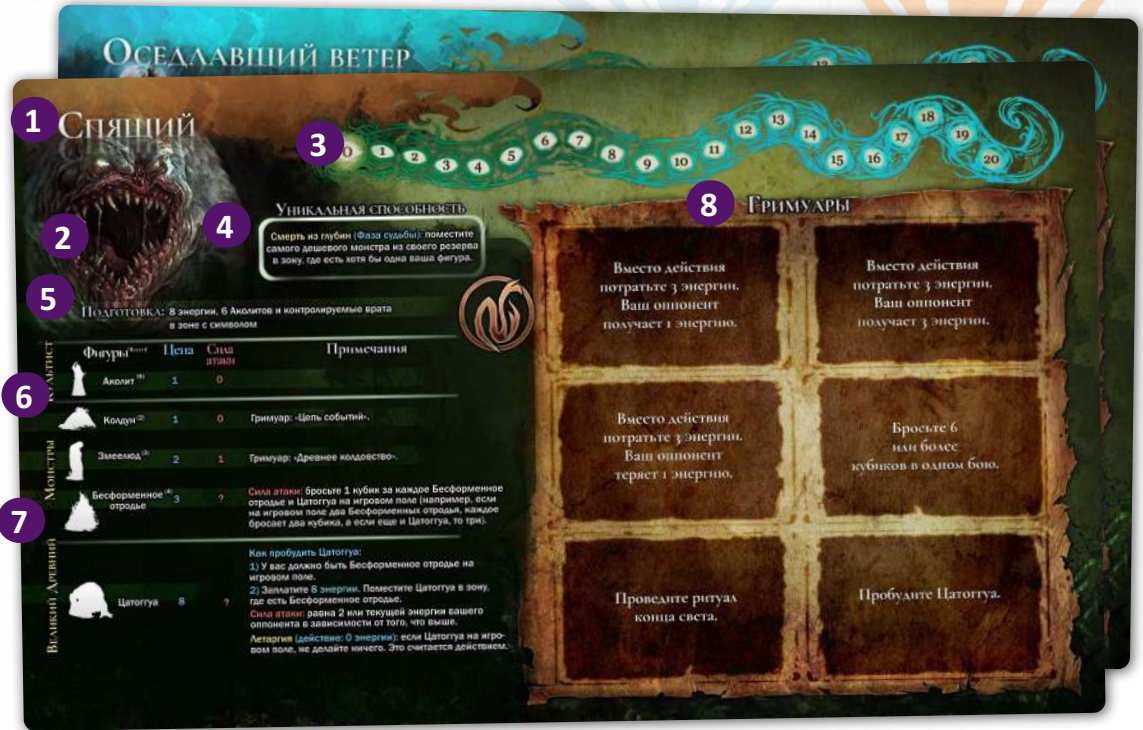 Оседлавший ветер
12
1
Спящий
3
0 1 2 3 4 5 6 7 8 9 10 11 12 13 14 15 16 17 18 19 20
2
4
Уникальная способность
Смерть из глубин (Фаза судьбы): поместите
самого дешевого монстра из своего резерва
в зону, где есть хотя бы одна ваша фигура.
5
Подготовка: 8 энергии, 6 Аколитов и контролируемые врата
в зоне с символом
Культист
Фигуры Цена Сила
атаки Примечания
6
Аколит (6) 1 0
Монстры
Колдун (2) 1 0 Гримуар: «Цепь событий».
Змеелюд 2 1 Гримуар: «Древнее колдовство».
7
Бесформенное (4)
отродье 3 ?
Сила атаки: бросьте 1 кубик за каждое Бесформенное
отродье и Цатоггуа на игровом поле (например, если
на игровом поле два Бесформенных отродья, каждое
бросает два кубика, а если еще и Цатоггуа, то три).
Великий Древний
Цатоггуа 8 ?
Как пробудить Цатоггуа:
1) У вас должно быть Бесформенное отродье на
игровом поле.
2) Заплатите 8 энергии. Поместите Цатоггуа в зону,
где есть Бесформенное отродье.
Сила атаки: равна 2 или текущей энергии вашего
оппонента в зависимости от того, что выше.
Летаргия (действие: 0 энергии): если Цатоггуа на игро-
вом поле, не делайте ничего. Это считается действием.
8
Гримуары
Вместо действия
потратьте 3 энергии.
Ваш оппонент
получает 1 энергию.
Вместо действия
потратьте 3 энергии.
Ваш оппонент
получает 3 энергии.
Вместо действия
потратьте 3 энергии.
Ваш оппонент
теряет 1 энергию.
Бросьте 6
или более
кубиков в одном бою.
Проведите ритуал
конца света.
Пробудите Цатоггуа.